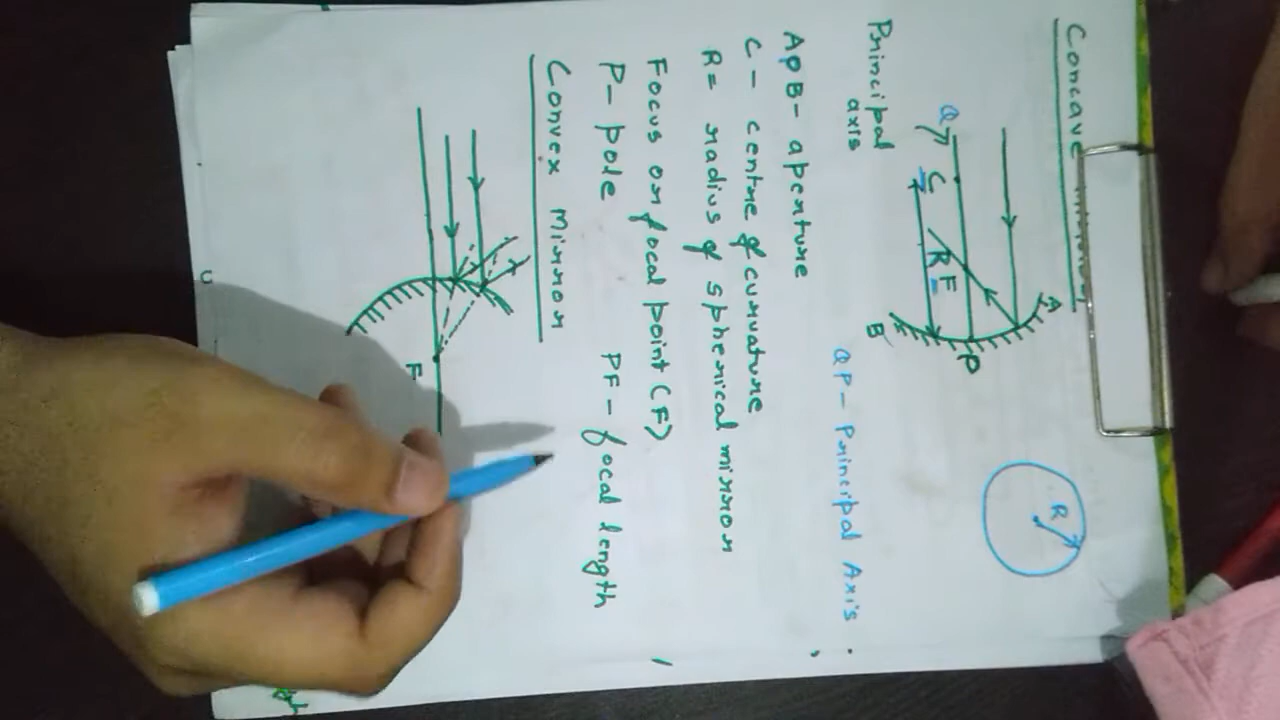 Concave mirror
R
A
Q C R F P
B
Principal
axis
QP - Principal Axis
APB - aperture
C - centre of curvature
R = radius of spherical mirror
Focus or focal point (F)
P - pole PF - focal length
Convex mirror
F